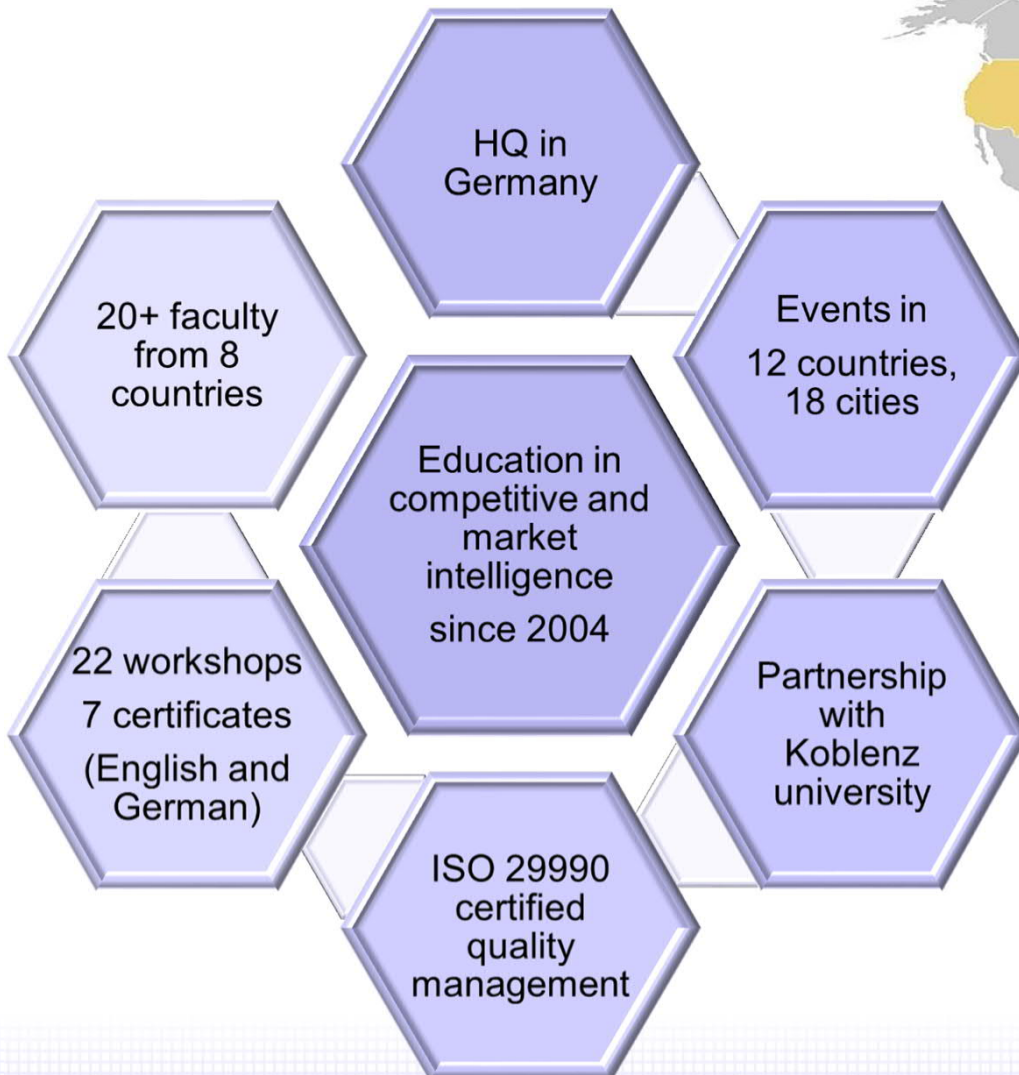 HQ in
Germany
Events in
12 countries,
18 cities
Partnership
with
Koblenz
university
ISO 29990
certified
quality
management
22 workshops
7 certificates
(English and
German)
20+ faculty
from 8
countries
Education in
competitive and
market
intelligence
since 2004